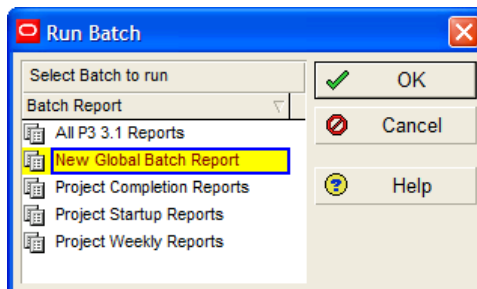 Run Batch
Select Batch to run
Batch Report
All P3 3.1 Reports
New Global Batch Report
Project Completion Reports
Project Startup Reports
Project Weekly Reports
OK
Cancel
Help